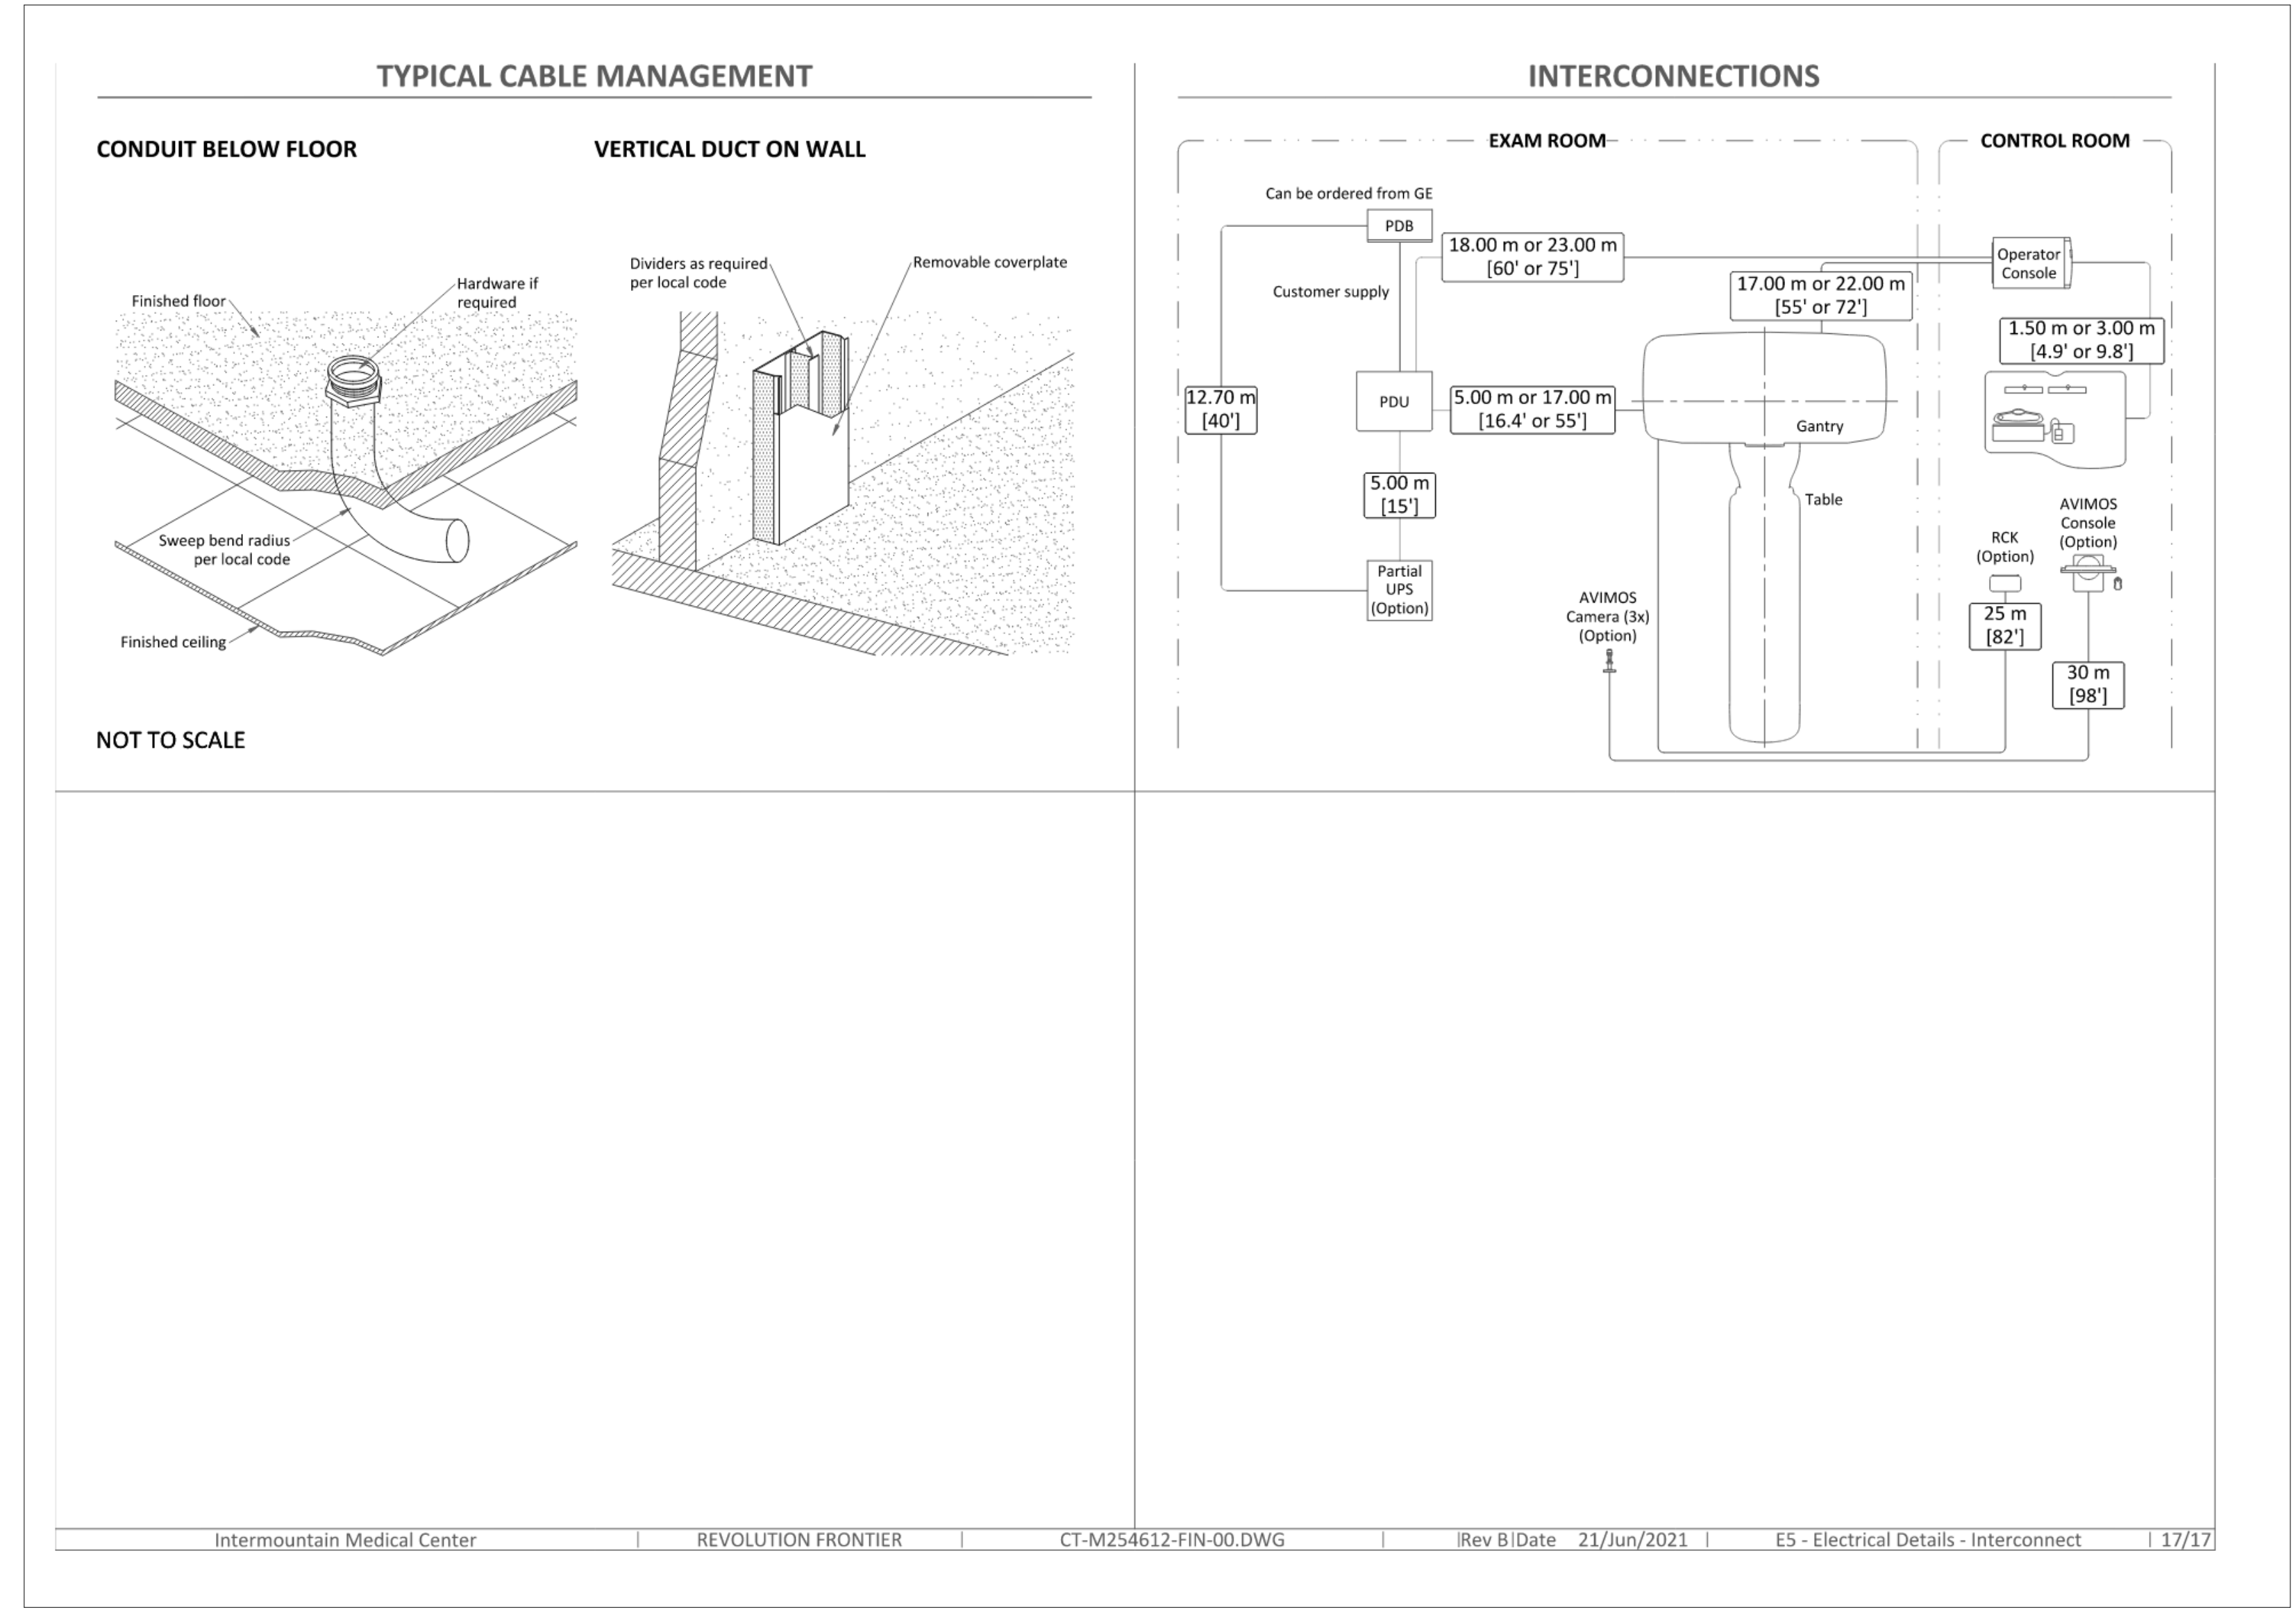 TYPICAL CABLE MANAGEMENT
CONDUIT BELOW FLOOR
VERTICAL DUCT ON WALL
Finished floor
Hardware if
required
Sweep bend radius
per local code
Finished ceiling
Dividers as required
per local code
Removable coverplate
NOT TO SCALE
INTERCONNECTIONS
EXAM ROOM
CONTROL ROOM
Can be ordered from GE
PDB
18.00 m or 23.00 m
[60' or 75']
Operator
Console
Customer supply
17.00 m or 22.00 m
[55' or 72']
1.50 m or 3.00 m
[4.9' or 9.8']
12.70 m
[40']
PDU
5.00 m or 17.00 m
[16.4' or 55']
Gantry
5.00 m
[15']
Table
Partial
UPS
(Option)
AVIMOS
Camera (3x)
(Option)
RCK
(Option)
AVIMOS
Console
(Option)
25 m
[82']
30 m
[98']
Intermountain Medical Center | REVOLUTION FRONTIER | CT-M254612-FIN-00.DWG | Rev B | Date 21/Jun/2021 | E5 - Electrical Details - Interconnect | 17/17